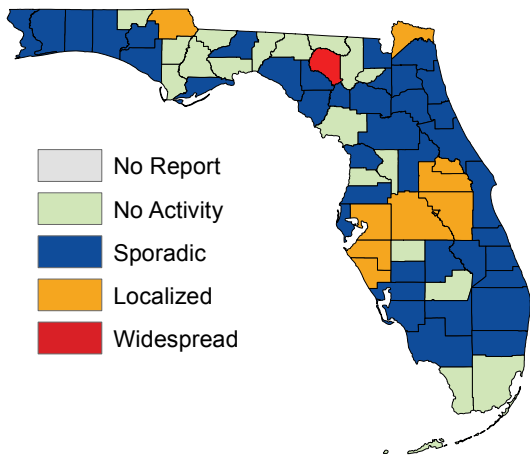 No Report
No Activity
Sporadic
Localized
Widespread